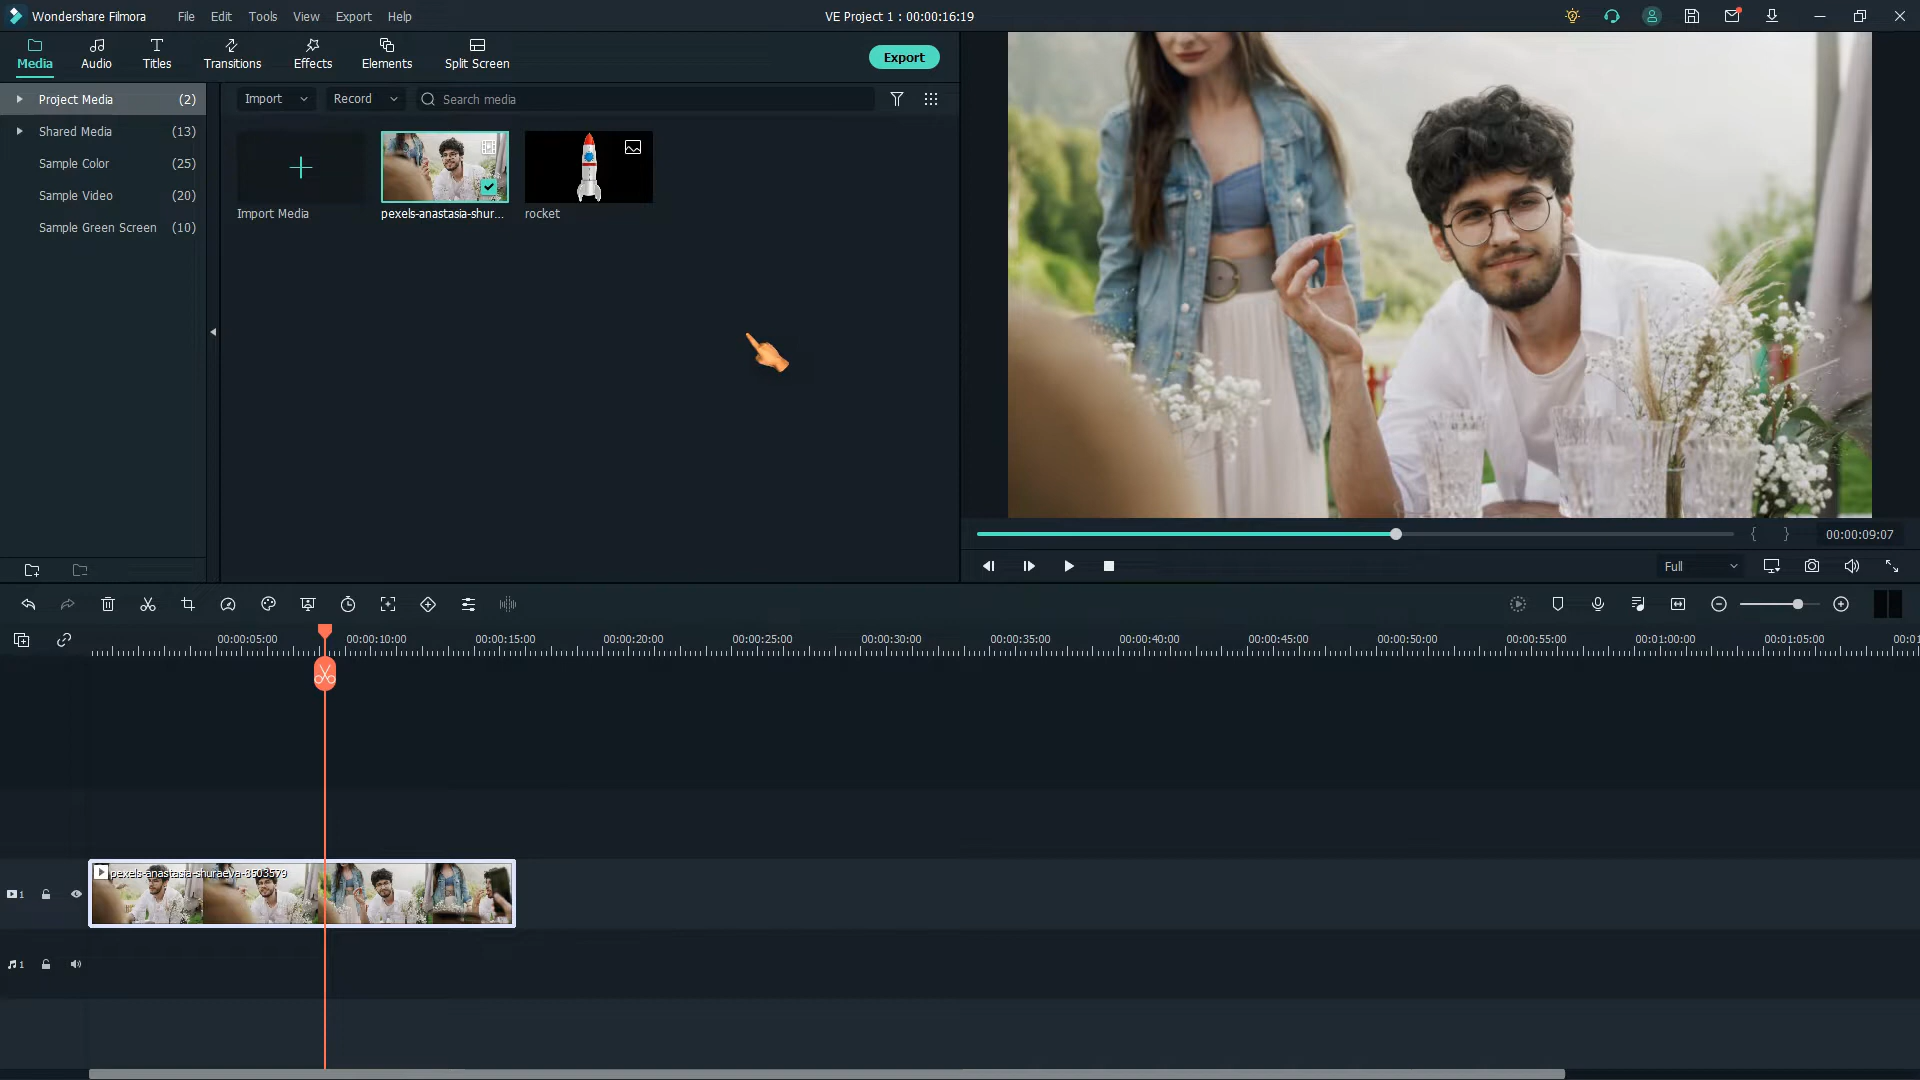 Wondershare Filmora
File
Edit
Tools
View
Export
Help
VE Project 1 : 00:00:16:19
Media
Audio
Titles
Transitions
Effects
Elements
Split Screen
Export
Project Media (2)
Shared Media (13)
Sample Color (25)
Sample Video (20)
Sample Green Screen (10)
Import
Record
Search media
Import Media
pexels-anastasia-shur...
rocket
{ }
00:00:09:07
Full
00:00:05:00
00:00:10:00
00:00:15:00
00:00:20:00
00:00:25:00
00:00:30:00
00:00:35:00
00:00:40:00
00:00:45:00
00:00:50:00
00:00:55:00
00:01:00:00
00:01:05:00
00:01
pexels-anastasia-shuraeva-8503579
1
1